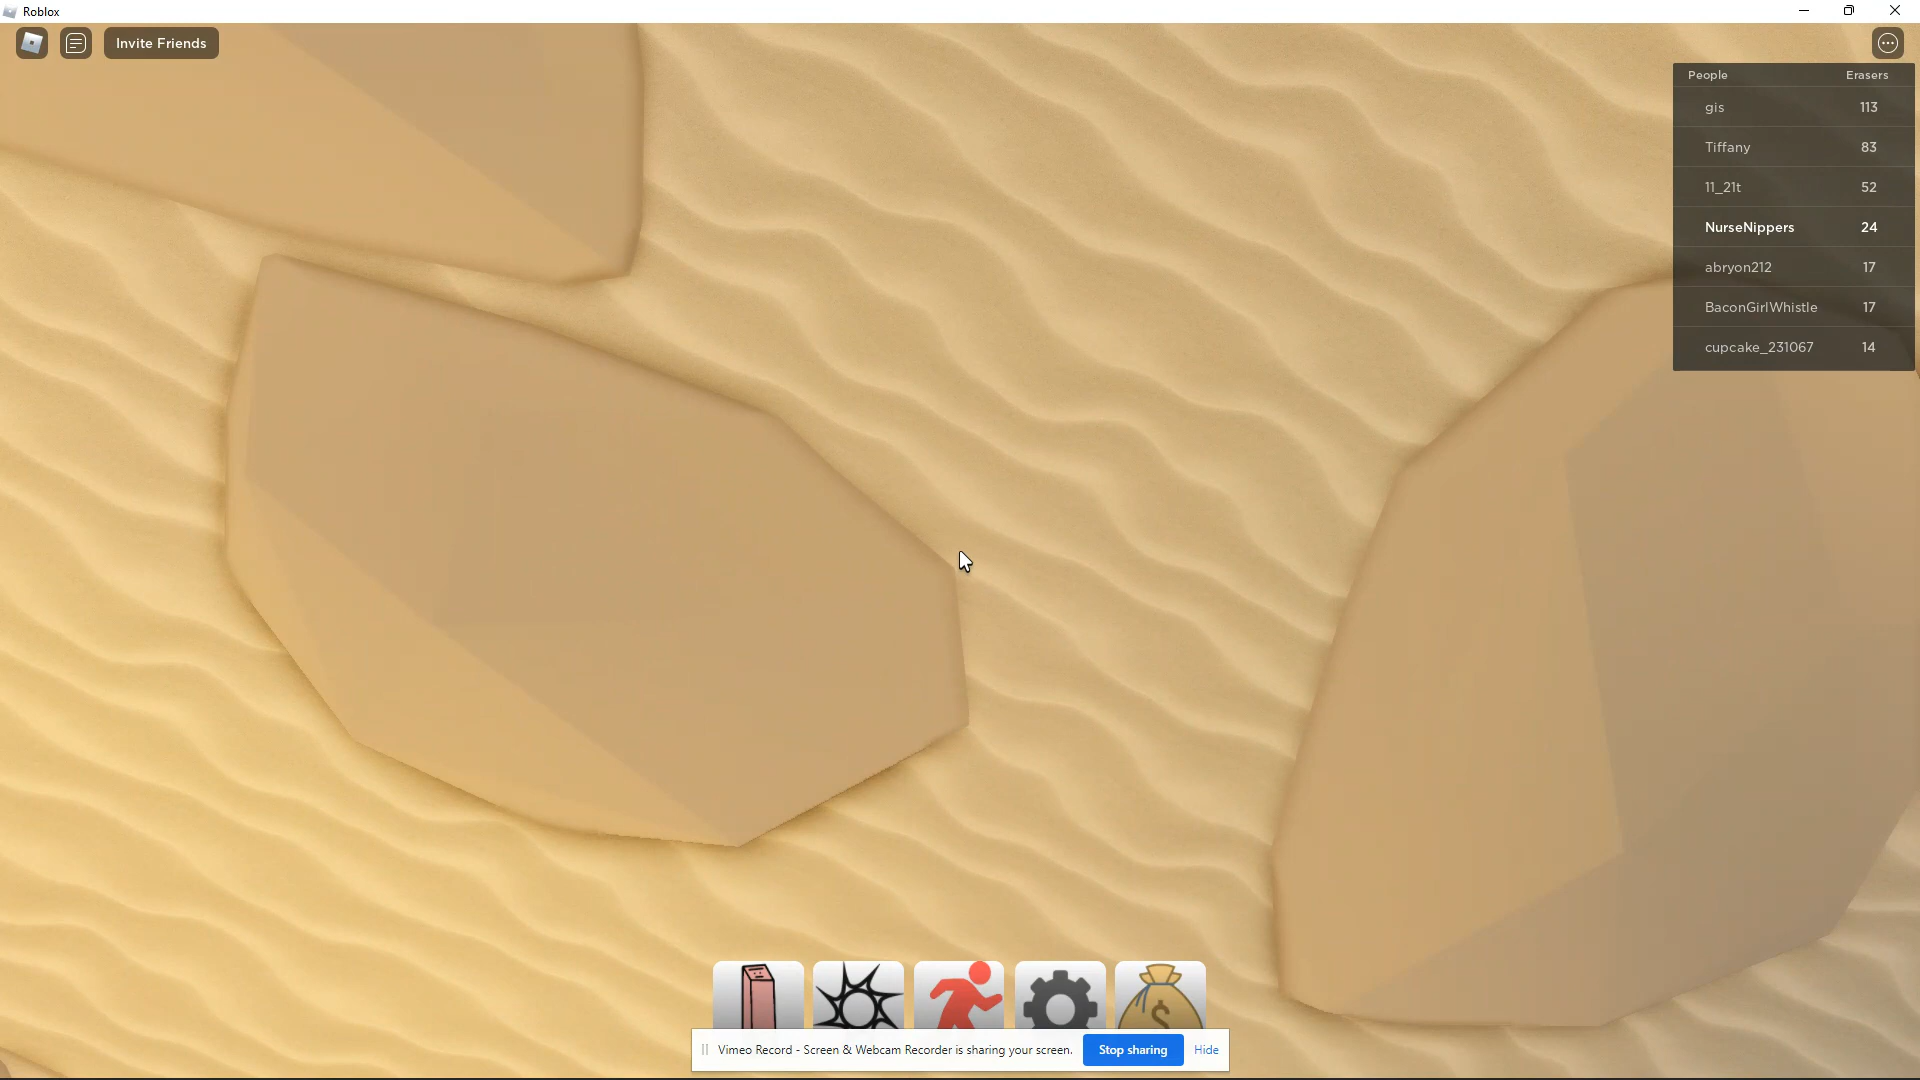 Roblox
Invite Friends
People Erasers
gis 113
Tiffany 83
11_21t 52
NurseNippers 24
abryon212 17
BaconGirlWhistle 17
cupcake_231067 14
$
Vimeo Record - Screen & Webcam Recorder is sharing your screen. Stop sharing Hide